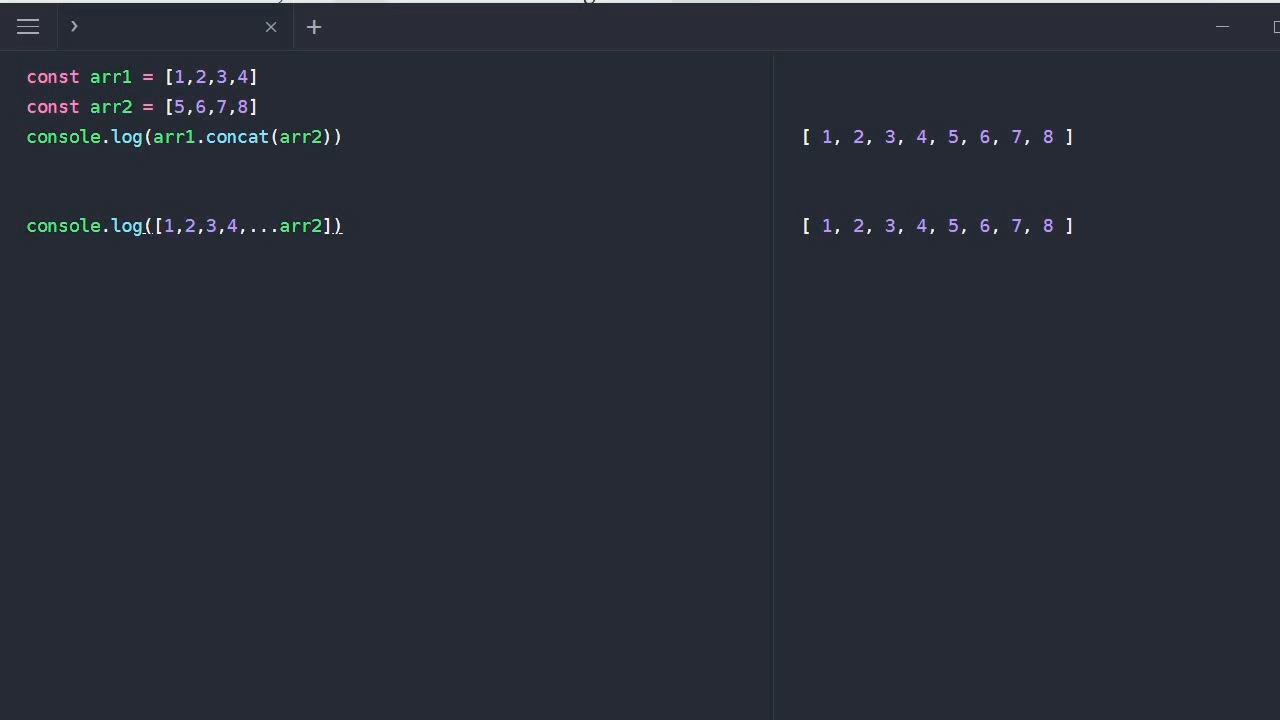 const arr1 = [1,2,3,4]
const arr2 = [5,6,7,8]
console.log(arr1.concat(arr2))
[ 1, 2, 3, 4, 5, 6, 7, 8 ]
console.log([1,2,3,4,...arr2])
[ 1, 2, 3, 4, 5, 6, 7, 8 ]